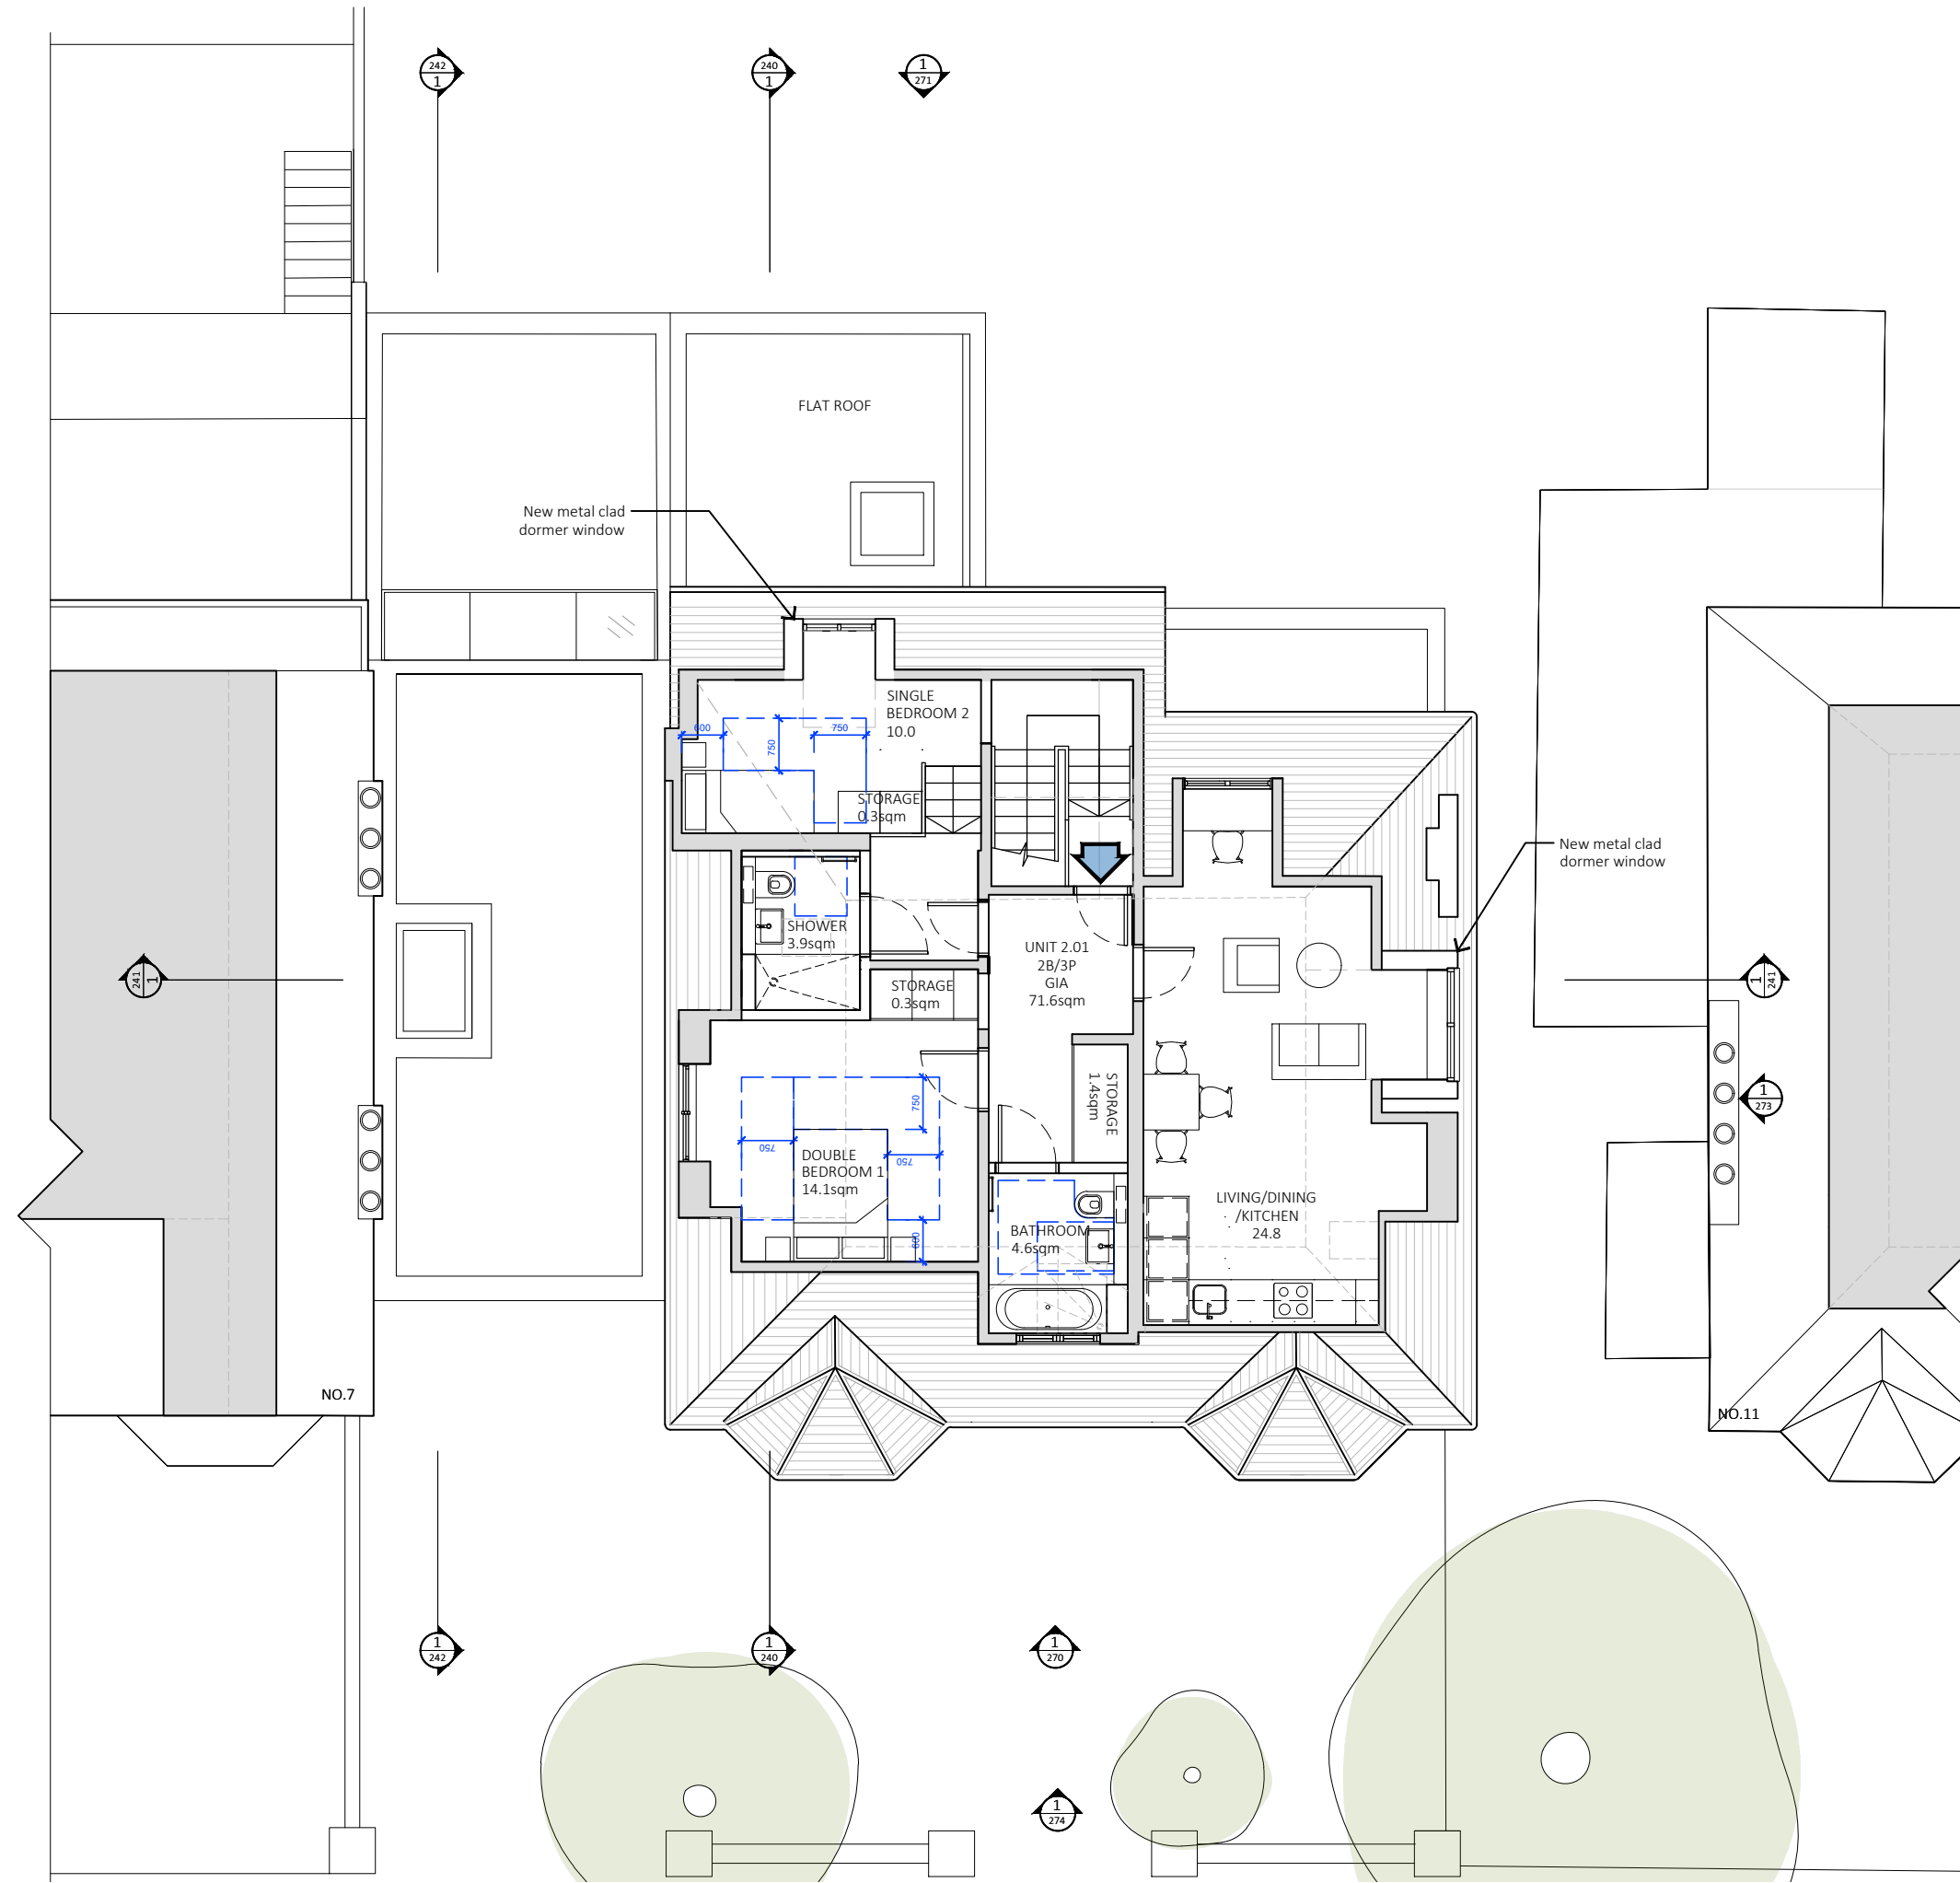 242
1
240
1
1
271
FLAT ROOF
New metal clad
dormer window
SINGLE
BEDROOM 2
10.0
600
750
750
STORAGE
0.3sqm
New metal clad
dormer window
SHOWER
3.9sqm
UNIT 2.01
2B/3P
GIA
71.6sqm
STORAGE
0.3sqm
241
1
1
241
STORAGE
1.4sqm
1
273
750
750
750
DOUBLE
BEDROOM 1
14.1sqm
600
BATHROOM
4.6sqm
LIVING/DINING
/KITCHEN
24.8
NO.7
NO.11
1
242
1
240
1
270
1
274